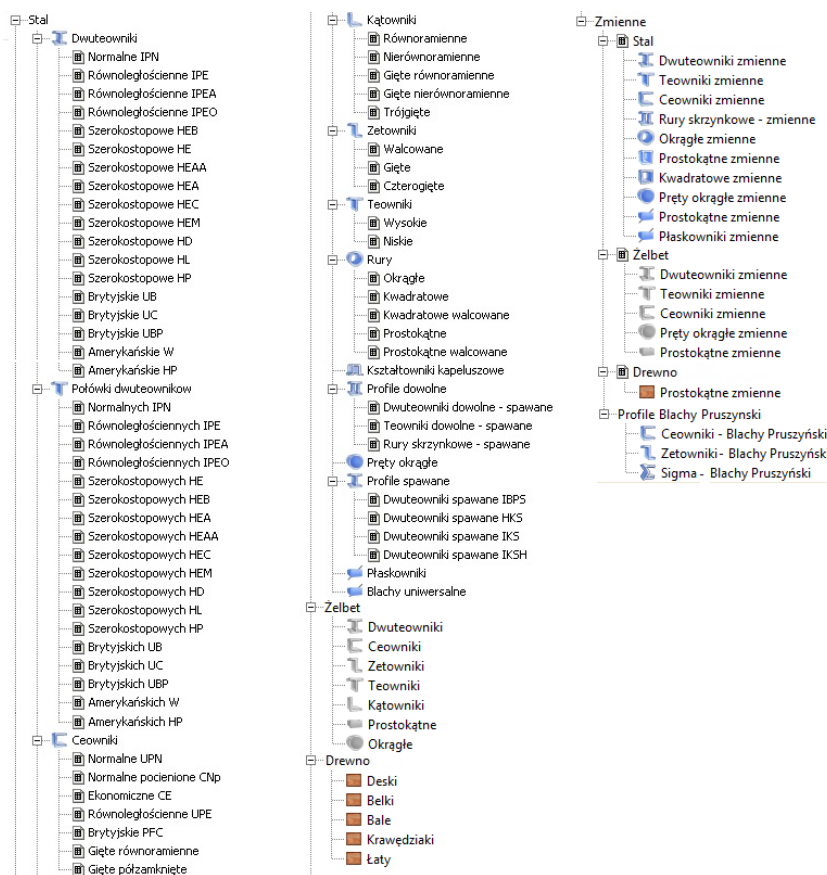 Stal
Dwuteowniki
Normalne IPN
Równoległościenne IPE
Równoległościenne IPEA
Równoległościenne IPEO
Szerokostopowe HEB
Szerokostopowe HE
Szerokostopowe HEAA
Szerokostopowe HEA
Szerokostopowe HEC
Szerokostopowe HEM
Szerokostopowe HD
Szerokostopowe HL
Szerokostopowe HP
Brytyjskie UB
Brytyjskie UC
Brytyjskie UBP
Amerykańskie W
Amerykańskie HP
Połówki dwuteownikow
Normalnych IPN
Równoległościennych IPE
Równoległościennych IPEA
Równoległościennych IPEO
Szerokostopowych HE
Szerokostopowych HEB
Szerokostopowych HEA
Szerokostopowych HEAA
Szerokostopowych HEC
Szerokostopowych HEM
Szerokostopowych HD
Szerokostopowych HL
Szerokostopowych HP
Brytyjskich UB
Brytyjskich UC
Brytyjskich UBP
Amerykańskich W
Amerykańskich HP
Ceowniki
Normalne UPN
Normalne pocienione CNp
Ekonomiczne CE
Równoległościenne UPE
Brytyjskie PFC
Gięte równoramienne
Gięte półzamknięte
Kątowniki
Równoramienne
Nierównoramienne
Gięte równoramienne
Gięte nierównoramienne
Trójgięte
Zetowniki
Walcowane
Gięte
Czterogięte
Teowniki
Wysokie
Niskie
Rury
Okrągłe
Kwadratowe
Kwadratowe walcowane
Prostokątne
Prostokątne walcowane
Kształtowniki kapeluszowe
Profile dowolne
Dwuteowniki dowolne - spawane
Teowniki dowolne - spawane
Rury skrzynkowe - spawane
Pręty okrągłe
Profile spawane
Dwuteowniki spawane IBPS
Dwuteowniki spawane HKS
Dwuteowniki spawane IKS
Dwuteowniki spawane IKSH
Płaskowniki
Blachy uniwersalne
Żelbet
Dwuteowniki
Ceowniki
Zetowniki
Teowniki
Kątowniki
Prostokątne
Okrągłe
Drewno
Deski
Belki
Bale
Krawędziaki
Łaty
Zmienne
Stal
Dwuteowniki zmienne
Teowniki zmienne
Ceowniki zmienne
Rury skrzynkowe - zmienne
Okrągłe zmienne
Prostokątne zmienne
Kwadratowe zmienne
Pręty okrągłe zmienne
Prostokątne zmienne
Płaskowniki zmienne
Żelbet
Dwuteowniki zmienne
Teowniki zmienne
Ceowniki zmienne
Pręty okrągłe zmienne
Prostokątne zmienne
Drewno
Prostokątne zmienne
Profile Blachy Pruszynski
Ceowniki - Blachy Pruszyński
Zetowniki - Blachy Pruszyńsk
Sigma - Blachy Pruszyński